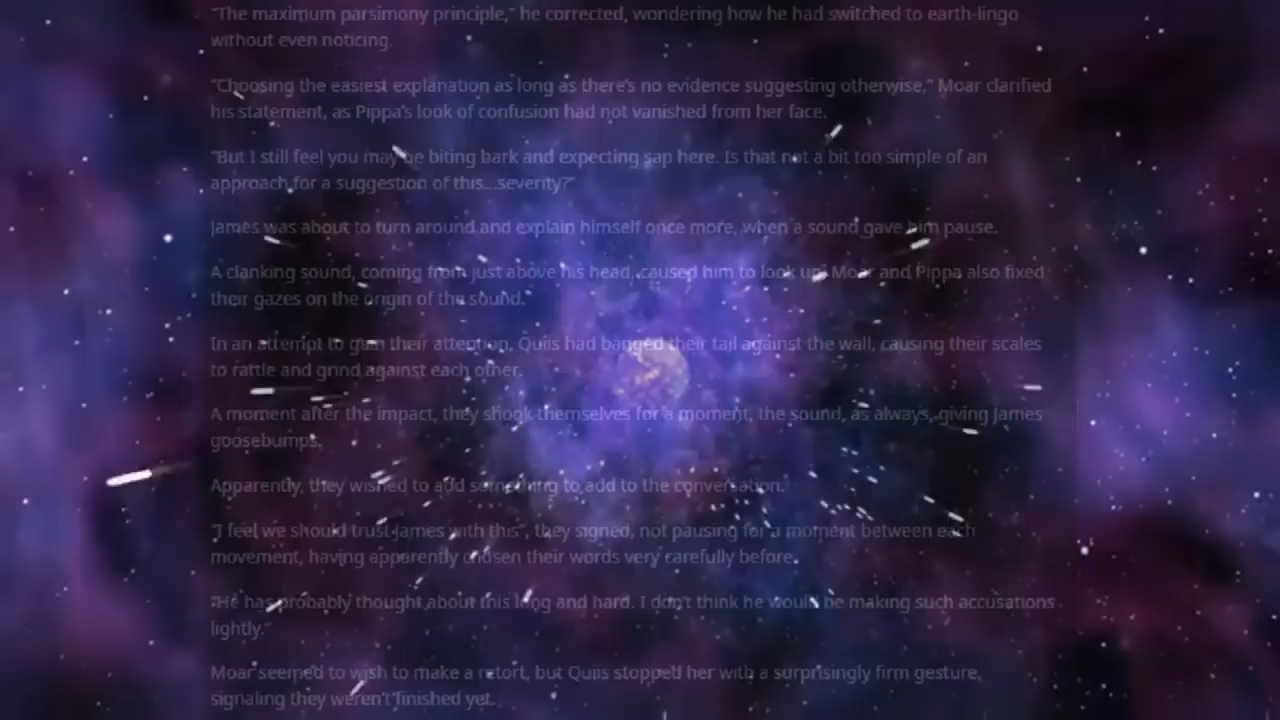 "The maximum parsimony principle," he corrected, wondering how he had switched to earth-lingo
without even noticing.
"Choosing the easiest explanation as long as there's no evidence suggesting otherwise," Moar clarified
his statement, as Pippa's look of confusion had not vanished from her face.
"But I still feel you may be biting bark and expecting sap here. Is that not a bit too simple of an
approach for a suggestion of this...severity?"
James was about to turn around and explain himself once more, when a sound gave him pause.
A clanking sound, coming from just above his head, caused him to look up. Moar and Pippa also fixed
their gazes on the origin of the sound.
In an attempt to gain their attention, Quiis had banged their tail against the wall, causing their scales
to rattle and grind against each other.
A moment after the impact, they shook themselves for a moment, the sound, as always, giving James
goosebumps.
Apparently, they wished to add something to add to the conversation.
"I feel we should trust James with this", they signed, not pausing for a moment between each
movement, having apparently chosen their words very carefully before.
"He has probably thought about this long and hard. I don't think he would be making such accusations
lightly."
Moar seemed to wish to make a retort, but Quiis stopped her with a surprisingly firm gesture,
signaling they weren't finished yet.